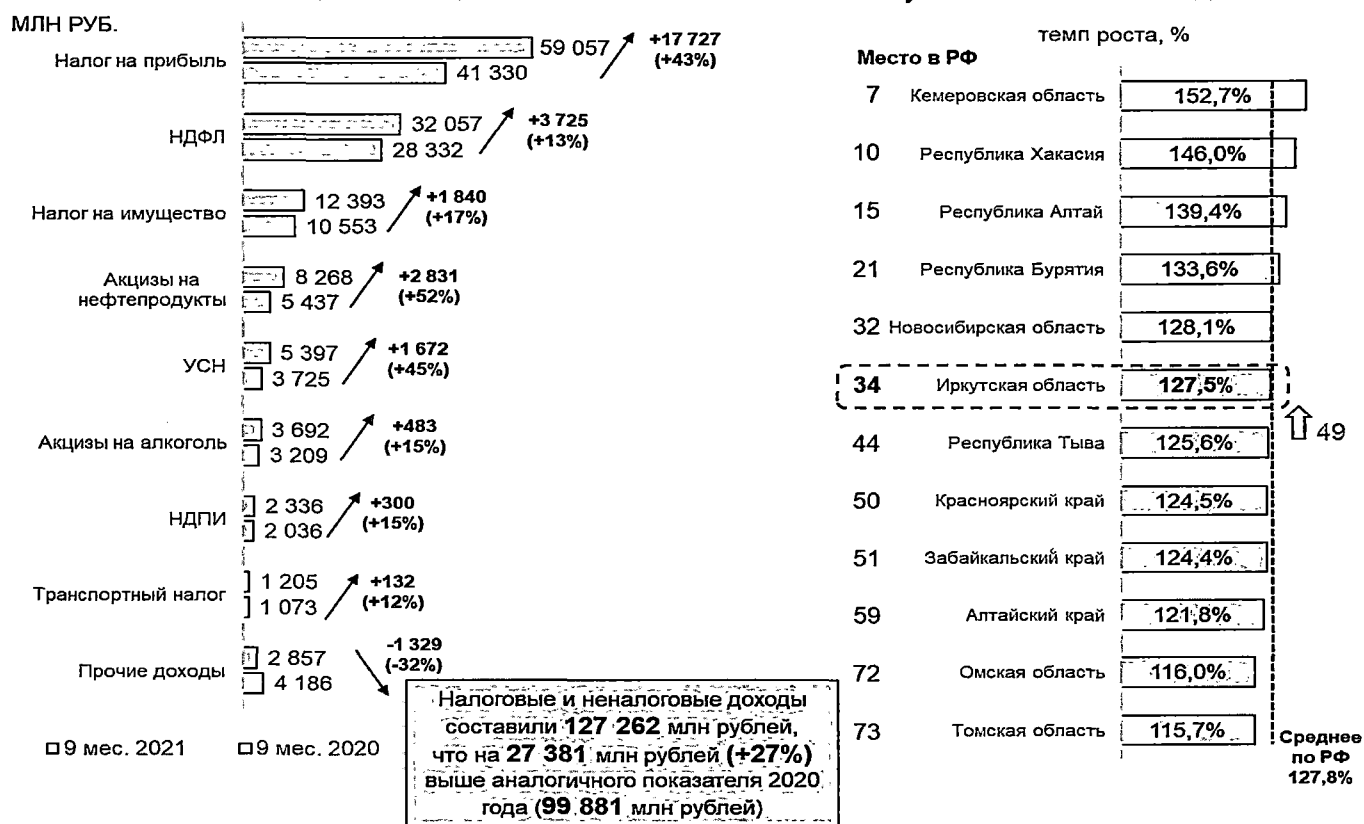 МЛН РУБ.
Налог на прибыль
59 057
41 330
+17 727
(+43%)
НДФЛ
32 057
28 332
+3 725
(+13%)
Налог на имущество
12 393
10 553
+1 840
(+17%)
Акцизы на
нефтепродукты
8 268
5 437
+2 831
(+52%)
УСН
5 397
3 725
+1 672
(+45%)
Акцизы на алкоголь
3 692
3 209
+483
(+15%)
НДПИ
2 336
2 036
+300
(+15%)
Транспортный налог
1 205
1 073
+132
(+12%)
Прочие доходы
2 857
4 186
-1 329
(-32%)
9 мес. 2021
9 мес. 2020
Налоговые и неналоговые доходы
составили 127 262 млн рублей,
что на 27 381 млн рублей (+27%)
выше аналогичного показателя 2020
года (99 881 млн рублей)
темп роста, %
Место в РФ
7 Кемеровская область 152,7%
10 Республика Хакасия 146,0%
15 Республика Алтай 139,4%
21 Республика Бурятия 133,6%
32 Новосибирская область 128,1%
34 Иркутская область 127,5%
49
44 Республика Тыва 125,6%
50 Красноярский край 124,5%
51 Забайкальский край 124,4%
59 Алтайский край 121,8%
72 Омская область 116,0%
73 Томская область 115,7%
Среднее
по РФ
127,8%